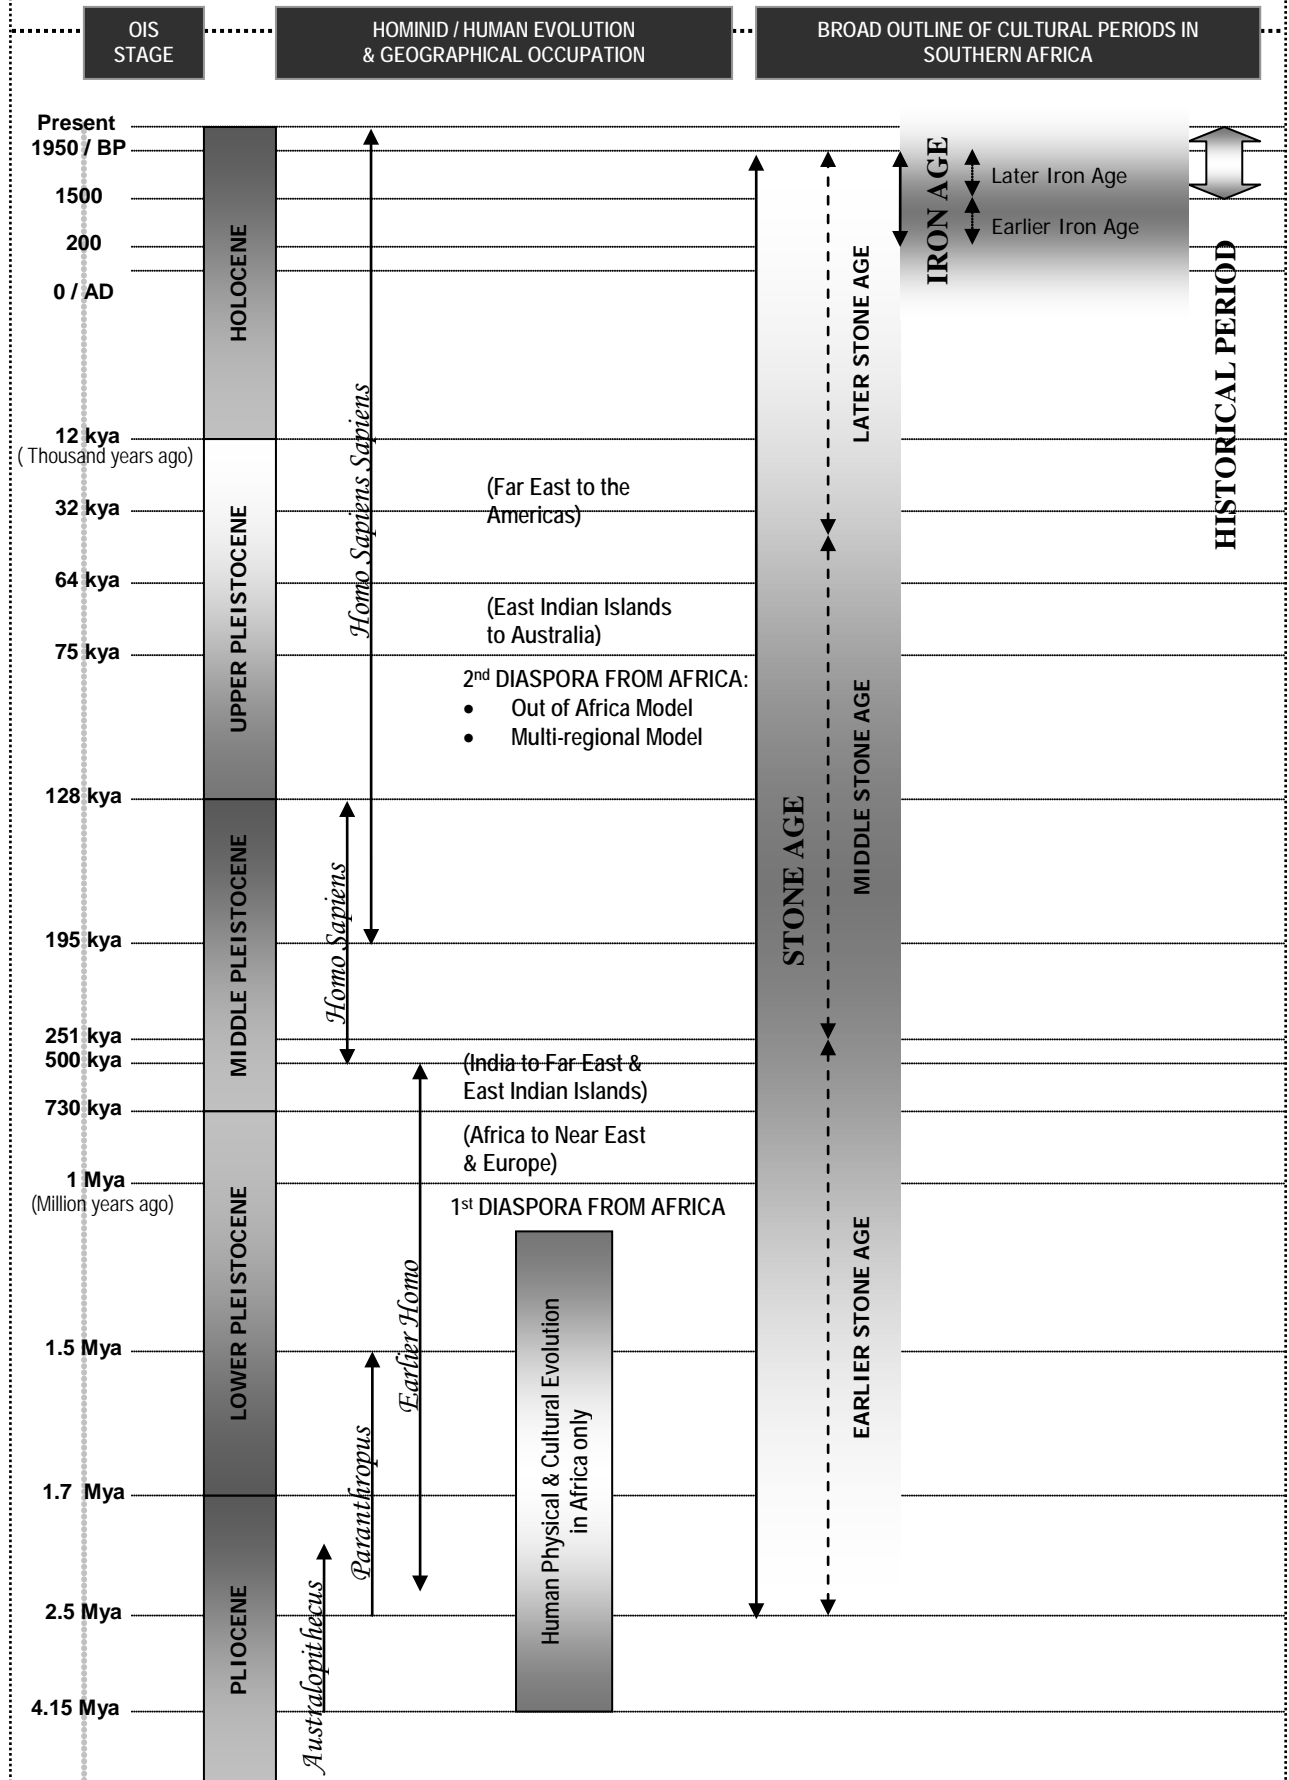 OIS
STAGE
HOMINID / HUMAN EVOLUTION
& GEOGRAPHICAL OCCUPATION
BROAD OUTLINE OF CULTURAL PERIODS IN
SOUTHERN AFRICA
Present
1950 / BP
1500
200
0 / AD
12 kya
( Thousand years ago)
32 kya
64 kya
75 kya
128 kya
195 kya
251 kya
500 kya
730 kya
1 Mya
(Million years ago)
1.5 Mya
1.7 Mya
2.5 Mya
4.15 Mya
HOLOCENE
UPPER PLEISTOCENE
MIDDLE PLEISTOCENE
LOWER PLEISTOCENE
PLIOCENE
Homo Sapiens Sapiens
Homo Sapiens
Earlier Homo
Paranthropus
Australopithecus
(Far East to the
Americas)
(East Indian Islands
to Australia)
2nd DIASPORA FROM AFRICA:
• Out of Africa Model
• Multi-regional Model
(India to Far East &
East Indian Islands)
(Africa to Near East
& Europe)
1st DIASPORA FROM AFRICA
Human Physical & Cultural Evolution
in Africa only
STONE AGE
LATER STONE AGE
MIDDLE STONE AGE
EARLIER STONE AGE
IRON AGE
Later Iron Age
Earlier Iron Age
HISTORICAL PERIOD